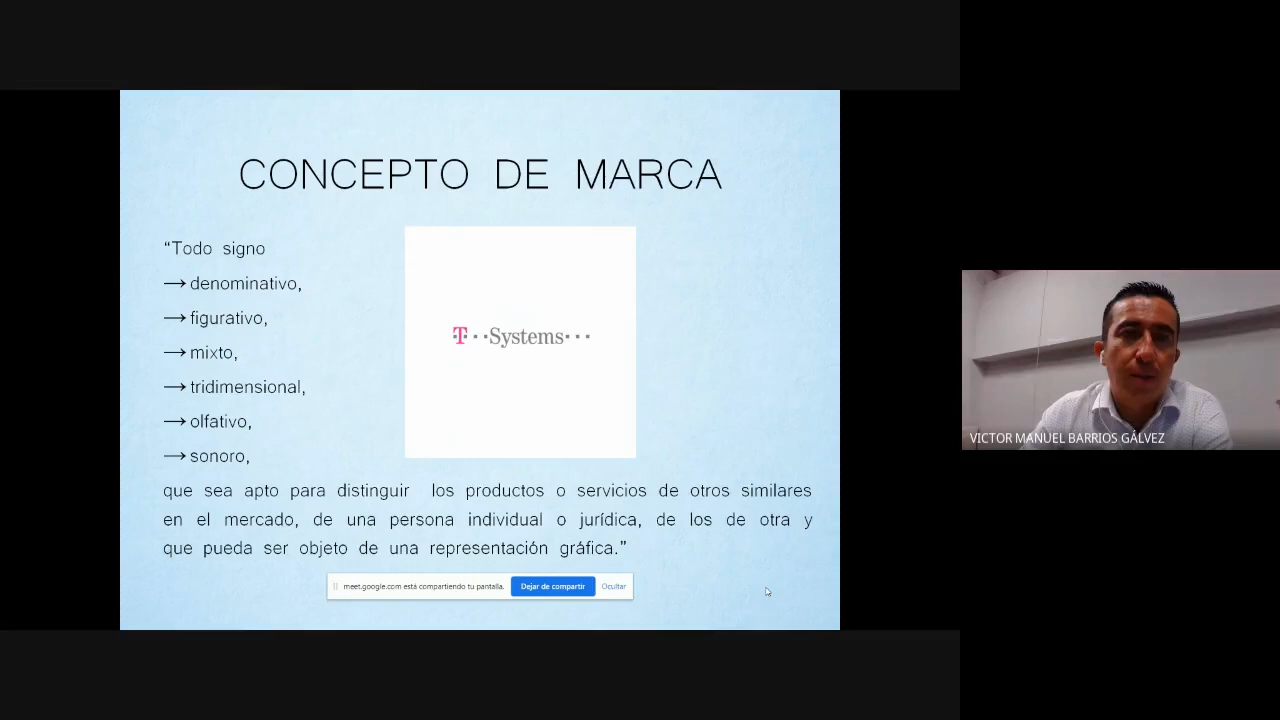 CONCEPTO DE MARCA
“Todo signo
→denominativo,
→figurativo,
→mixto,
→tridimensional,
→olfativo,
→sonoro,
T··Systems···
que sea apto para distinguir los productos o servicios de otros similares
en el mercado, de una persona individual o jurídica, de los de otra y
que pueda ser objeto de una representación gráfica.”
meet.google.com está compartiendo tu pantalla. Dejar de compartir Ocultar
VICTOR MANUEL BARRIOS GÁLVEZ